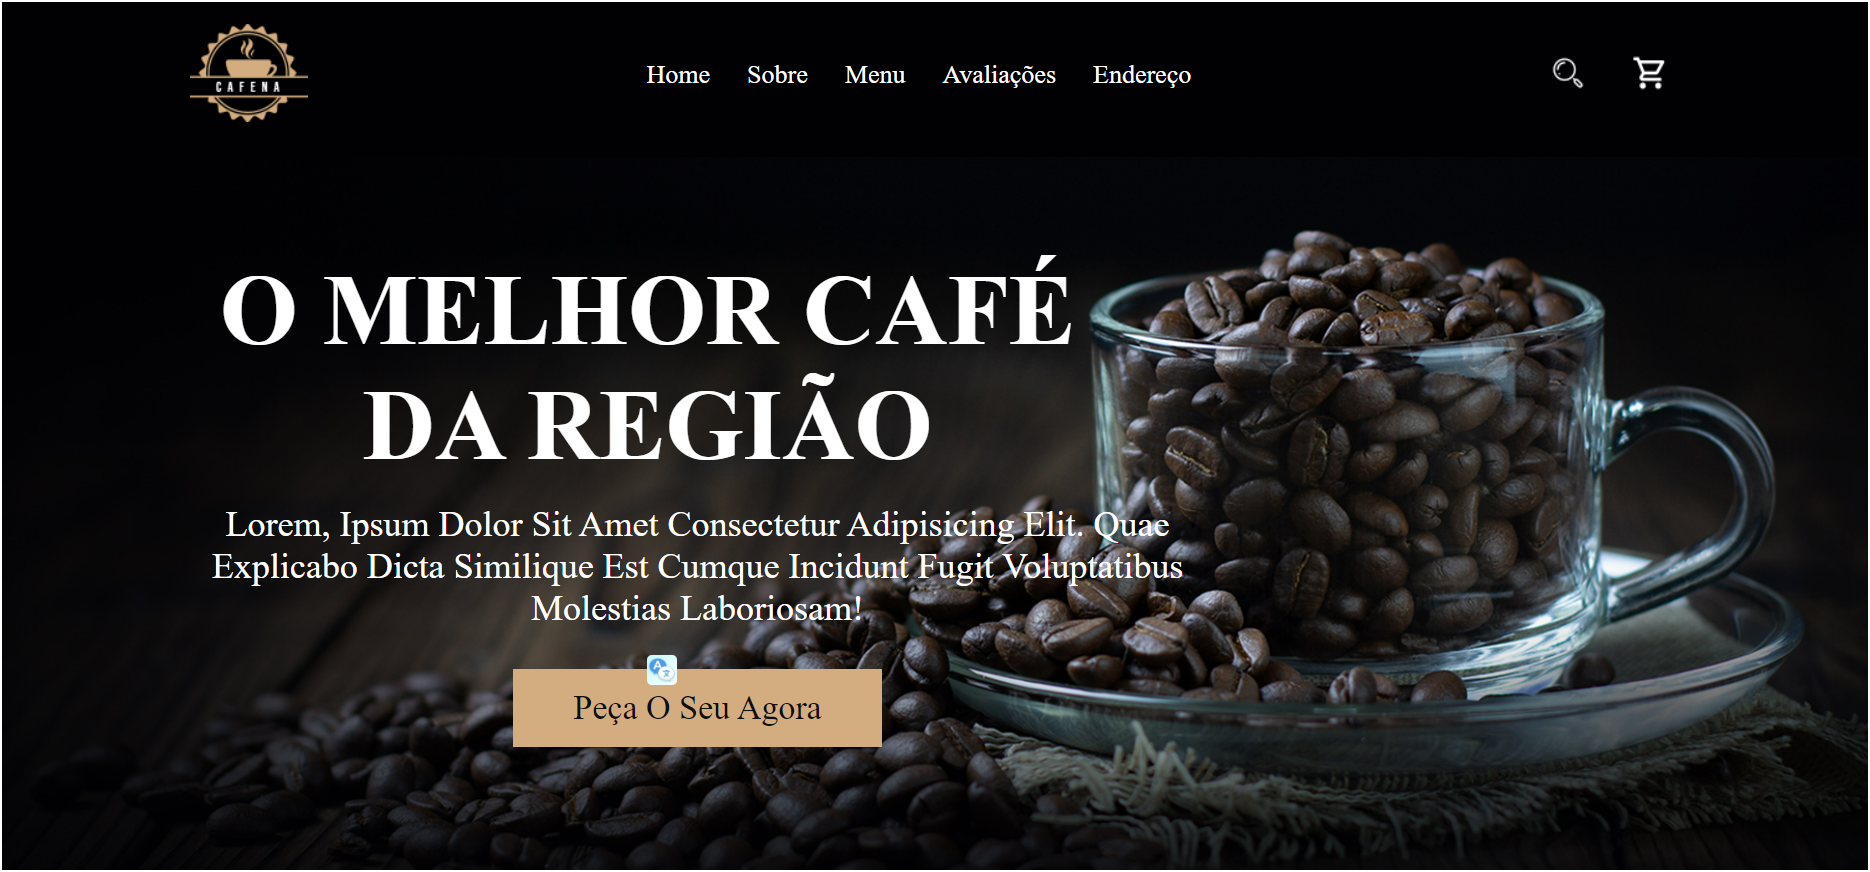 CAFENA
Home Sobre Menu Avaliações Endereço
O MELHOR CAFÉ
DA REGIÃO
Lorem, Ipsum Dolor Sit Amet Consectetur Adipisicing Elit. Quae
Explicabo Dicta Similique Est Cumque Incidunt Fugit Voluptatibus
Molestias Laboriosam!
Peça O Seu Agora